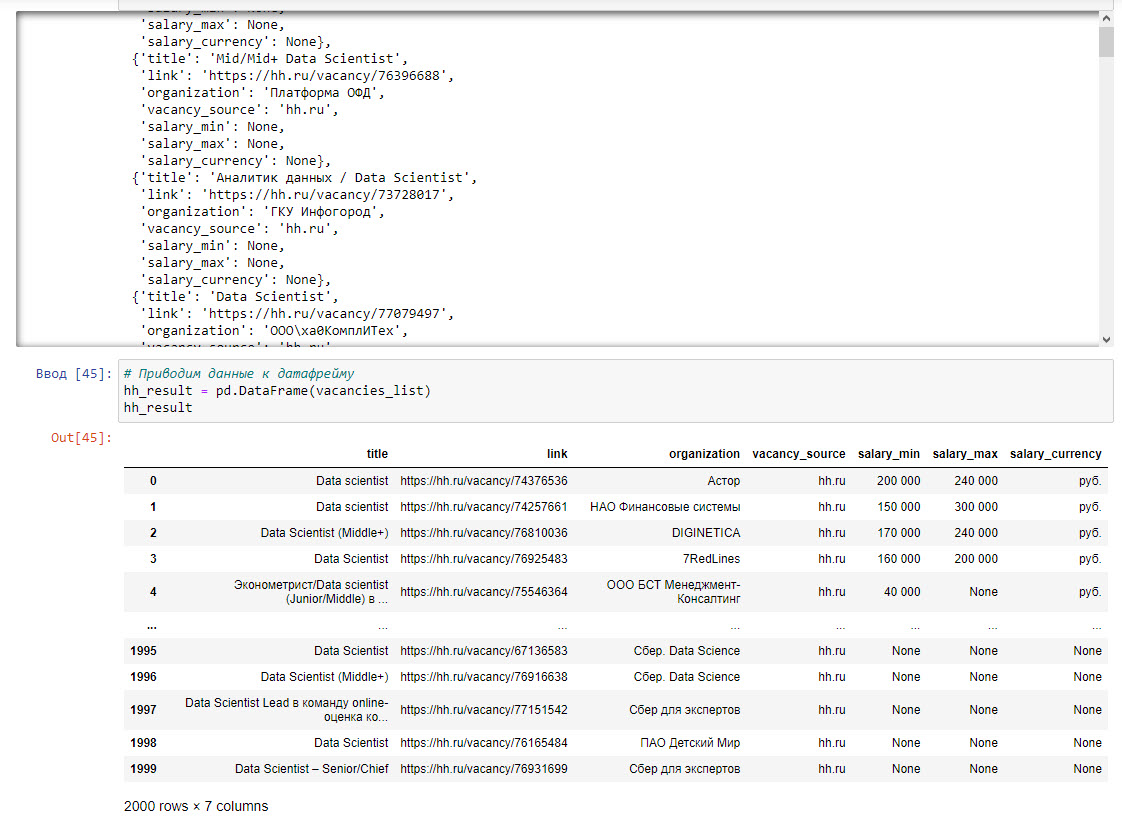 'salary_max': None,
'salary_currency': None},
{'title': 'Mid/Mid+ Data Scientist',
'link': 'https://hh.ru/vacancy/76396688',
'organization': 'Платформа ОФД',
'vacancy_source': 'hh.ru',
'salary_min': None,
'salary_max': None,
'salary_currency': None},
{'title': 'Аналитик данных / Data Scientist',
'link': 'https://hh.ru/vacancy/73728017',
'organization': 'ГКУ Инфогород',
'vacancy_source': 'hh.ru',
'salary_min': None,
'salary_max': None,
'salary_currency': None},
{'title': 'Data Scientist',
'link': 'https://hh.ru/vacancy/77079497',
'organization': 'ООО\xa0КомплИТех',
Ввод [45]: # Приводим данные к датафрейму
hh_result = pd.DataFrame(vacancies_list)
hh_result
Out[45]:
title link organization vacancy_source salary_min salary_max salary_currency
0 Data scientist https://hh.ru/vacancy/74376536 Астор hh.ru 200 000 240 000 руб.
1 Data scientist https://hh.ru/vacancy/74257661 НАО Финансовые системы hh.ru 150 000 300 000 руб.
2 Data Scientist (Middle+) https://hh.ru/vacancy/76810036 DIGINETICA hh.ru 170 000 240 000 руб.
3 Data Scientist https://hh.ru/vacancy/76925483 7RedLines hh.ru 160 000 200 000 руб.
Эконометрист/Data scientist ООО БСТ Менеджмент-
4 https://hh.ru/vacancy/75546364 hh.ru 40 000 None руб.
(Junior/Middle) в ... Консалтинг
... ... ... ... ... ... ... ...
1995 Data Scientist https://hh.ru/vacancy/67136583 Сбер. Data Science hh.ru None None None
1996 Data Scientist (Middle+) https://hh.ru/vacancy/76916638 Сбер. Data Science hh.ru None None None
Data Scientist Lead в команду online-
1997 https://hh.ru/vacancy/77151542 Сбер для экспертов hh.ru None None None
оценка ко...
1998 Data Scientist https://hh.ru/vacancy/76165484 ПАО Детский Мир hh.ru None None None
1999 Data Scientist – Senior/Chief https://hh.ru/vacancy/76931699 Сбер для экспертов hh.ru None None None
2000 rows × 7 columns